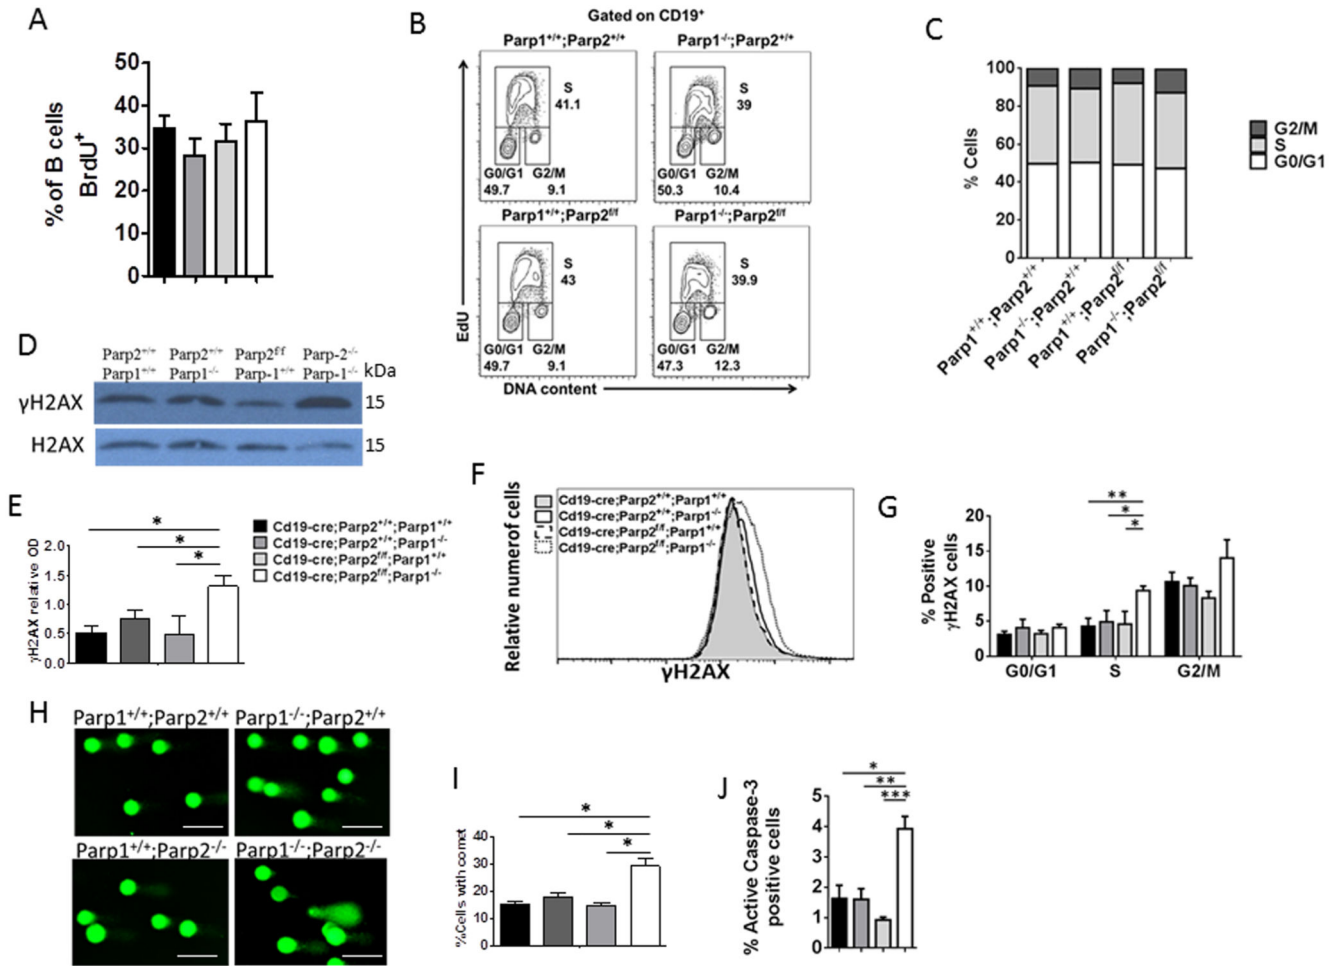 A
50
40
30
20
10
0
% of B cells
BrdU+
B
Gated on CD19+
Parp1+/+;Parp2+/+
Parp1-/-;Parp2+/+
S
41.1
G0/G1
49.7
G2/M
9.1
S
39
G0/G1
50.3
G2/M
10.4
Parp1+/+;Parp2f/f
Parp1-/-;Parp2f/f
S
43
G0/G1
49.7
G2/M
9.1
S
39.9
G0/G1
47.3
G2/M
12.3
EdU
DNA content
C
100
80
60
40
20
0
% Cells
G2/M
S
G0/G1
Parp1+/+;Parp2+/+
Parp1-/-;Parp2+/+
Parp1+/+;Parp2f/f
Parp1-/-;Parp2f/f
D
Parp2+/+ Parp2+/+ Parp2f/f Parp-2-/-
Parp1+/+ Parp1-/- Parp-1+/+ Parp-1-/- kDa
γH2AX 15
H2AX 15
E
* * *
2.0
1.5
1.0
0.5
0.0
γH2AX relative OD
Cd19-cre;Parp2+/+;Parp1+/+
Cd19-cre;Parp2+/+;Parp1-/-
Cd19-cre;Parp2f/f;Parp1+/+
Cd19-cre;Parp2f/f;Parp1-/-
F
Relative numerof cells
Cd19-cre;Parp2+/+;Parp1+/+
Cd19-cre;Parp2+/+;Parp1-/-
Cd19-cre;Parp2f/f;Parp1+/+
Cd19-cre;Parp2f/f;Parp1-/-
γH2AX
G
** * *
20
15
10
5
0
% Positive
γH2AX cells
G0/G1 S G2/M
H
Parp1+/+;Parp2+/+ Parp1-/-;Parp2+/+
Parp1+/+;Parp2-/- Parp1-/-;Parp2-/-
I
* * *
40
30
20
10
0
%Cells with comet
J
* ** ***
5
4
3
2
1
0
% Active Caspase-3
positive cells